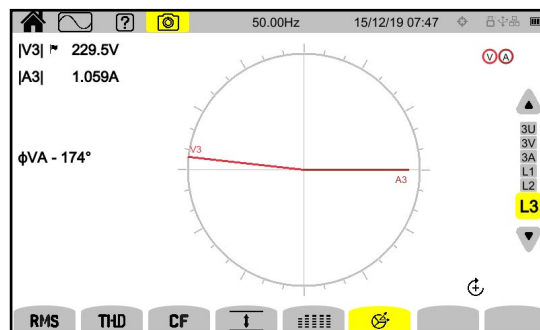 ? 50.00Hz 15/12/19 07:47
|V3| 229.5V
|A3| 1.059A
V A
3U
3V
3A
L1
L2
L3
V3
A3
ϕVA - 174°
RMS THD CF